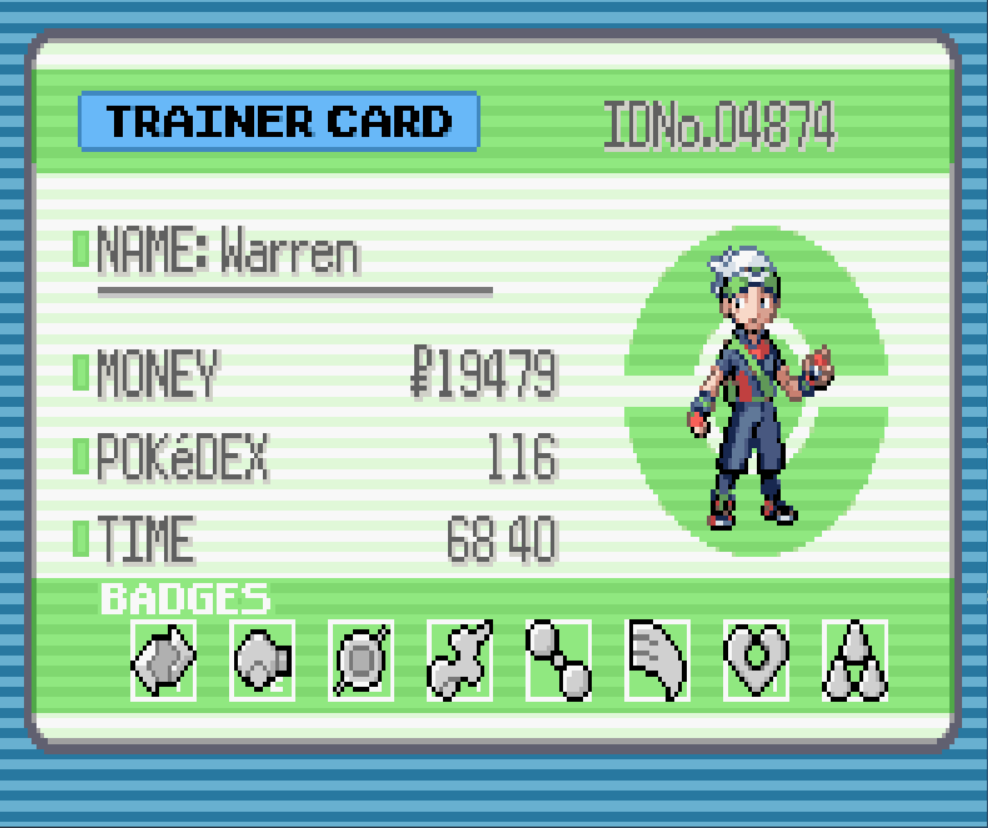 TRAINER CARD
IDNo.04874
NAME: Warren
MONEY ₽19479
POKéDEX 116
TIME 68 40
BADGES